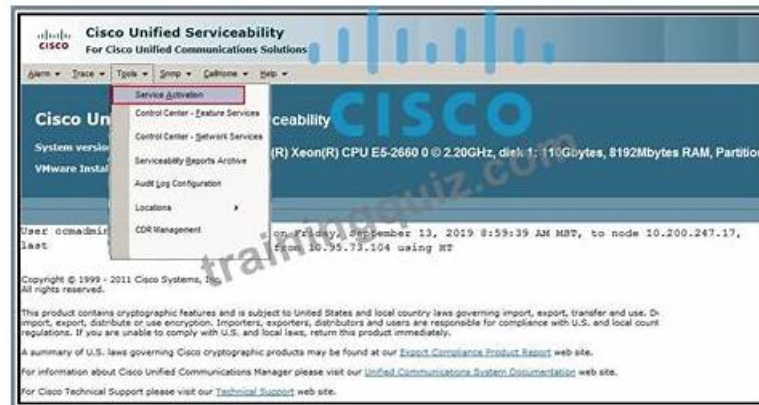 CISCO
Cisco Unified Serviceability
For Cisco Unified Communications Solutions
Alarm Trace Tools Snmp CallHome Help
Service Activation
Control Center - Feature Services
Control Center - Network Services
Serviceability Reports Archive
Audit Log Configuration
Locations
CDR Management
CISCO
Cisco Un ceability
System versio
(R) Xeon(R) CPU E5-2660 0 @ 2.20GHz, disk 1: 110Gbytes, 8192Mbytes RAM, Partitio
VMware Instal
trainingquiz.com
User ccmadmin on Friday, September 13, 2019 8:59:39 AM MST, to node 10.200.247.17,
last from 10.95.73.104 using HT
Copyright © 1999 - 2011 Cisco Systems, Inc.
All rights reserved.
This product contains cryptographic features and is subject to United States and local country laws governing import, export, transfer and use. De
import, export, distribute or use encryption. Importers, exporters, distributors and users are responsible for compliance with U.S. and local count
regulations. If you are unable to comply with U.S. and local laws, return this product immediately.
A summary of U.S. laws governing Cisco cryptographic products may be found at our Export Compliance Product Report web site.
For information about Cisco Unified Communications Manager please visit our Unified Communications System Documentation web site.
For Cisco Technical Support please visit our Technical Support web site.